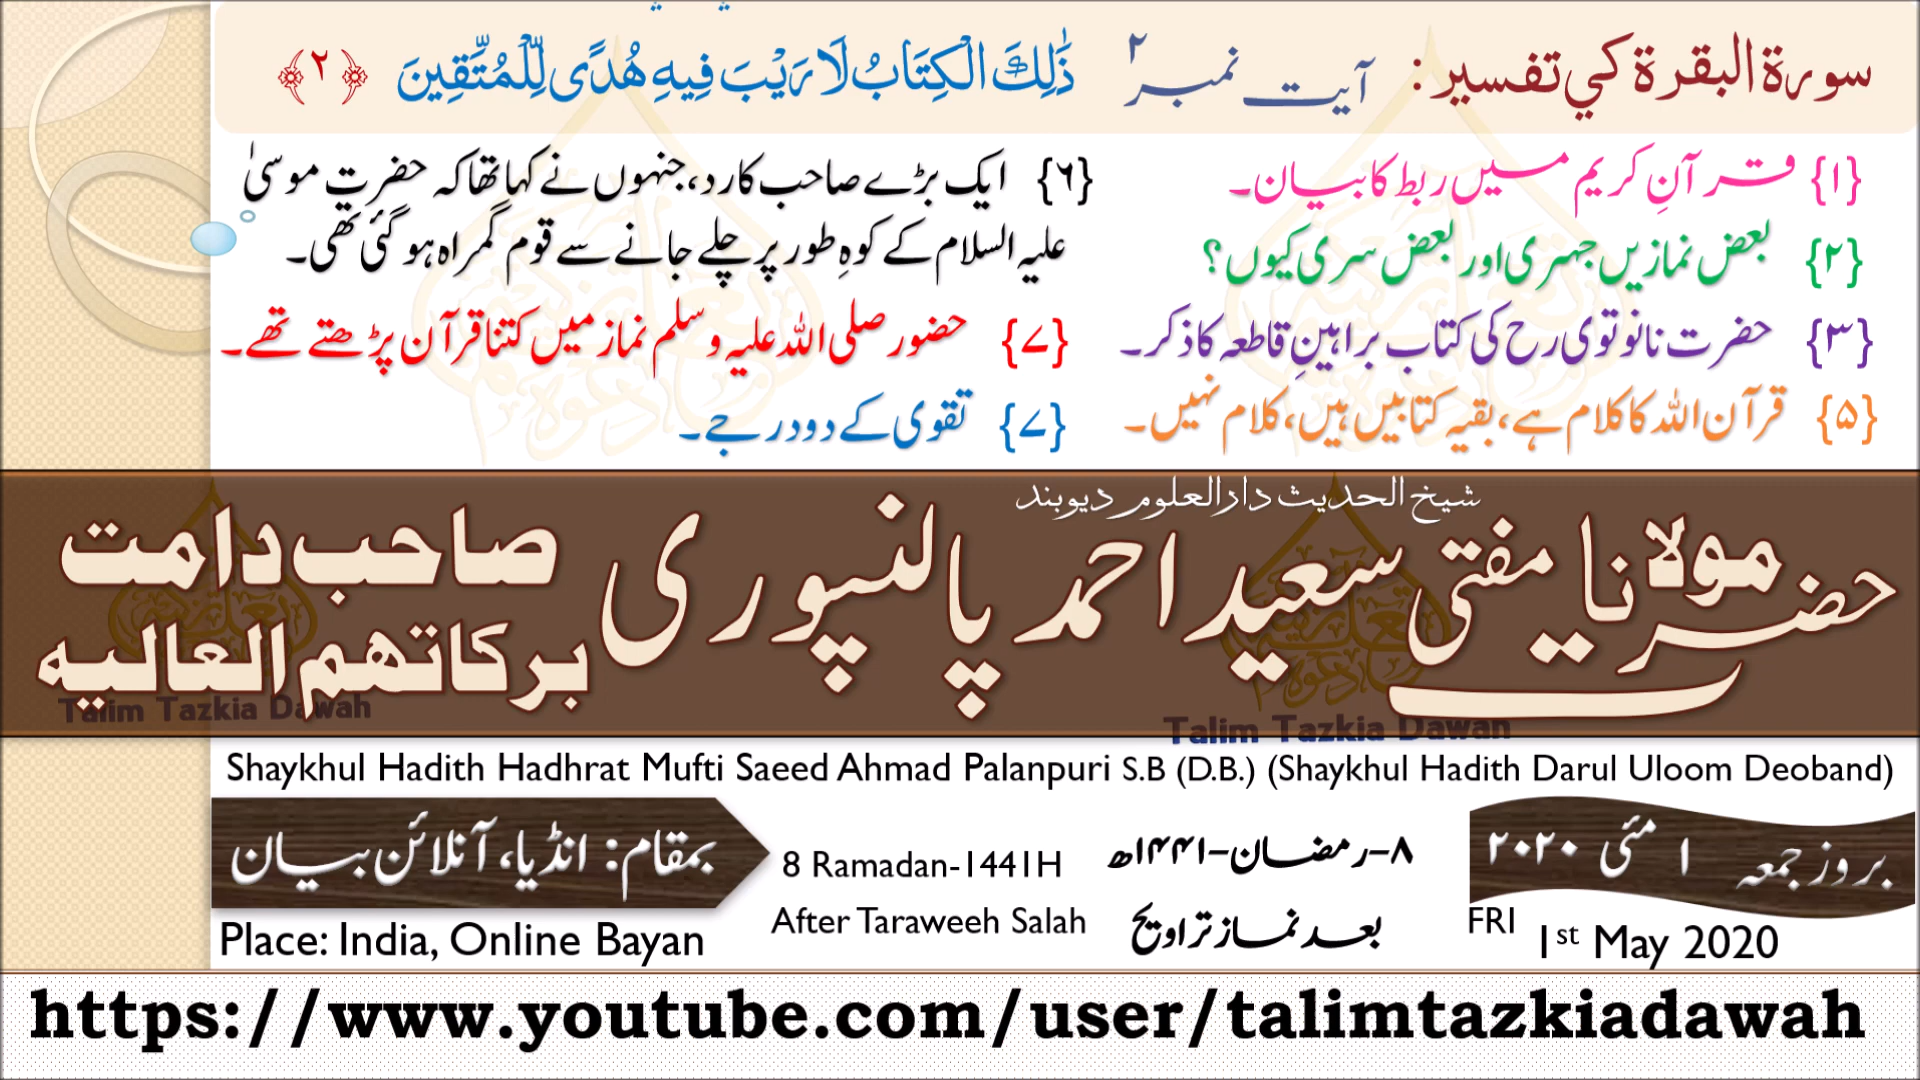 سورة البقرة كي تفسير: آیت نمبر ۲ ذَٰلِكَ الْكِتَابُ لَا رَيْبَ فِيهِ هُدًى لِّلْمُتَّقِينَ ﴿٢﴾
{۱} قرآنِ کریم میں ربط کا بیان۔
{۲} بعض نمازیں جہری اور بعض سری کیوں؟
{۳} حضرت نانوتوی رح کی کتاب براہینِ قاطعہ کا ذکر۔
{۵} قرآن اللہ کا کلام ہے، بقیہ کتابیں ہیں، کلام نہیں۔
{۶} ایک بڑے صاحب کا رد، جنہوں نے کہا تھا کہ حضرت موسیٰ
علیہ السلام کے کوہِ طور پر چلے جانے سے قوم گمراہ ہو گئی تھی۔
{۷} حضور صلی اللہ علیہ وسلم نماز میں کتنا قرآن پڑھتے تھے۔
{۷} تقوی کے دو درجے۔
شیخ الحدیث دارالعلوم دیوبند
حضرت مولانا مفتی سعید احمد پالنپوری صاحب دامت
برکاتھم العالیہ
Talim Tazkia Dawah
Talim Tazkia Dawah
Shaykhul Hadith Hadhrat Mufti Saeed Ahmad Palanpuri S.B (D.B.) (Shaykhul Hadith Darul Uloom Deoband)
بمقام: انڈیا، آنلائن بیان
Place: India, Online Bayan
8 Ramadan-1441H ۸-رمضان-۱۴۴۱ھ
After Taraweeh Salah بعد نماز تراویح
بروز جمعہ ۱ مئی ۲۰۲۰
FRI 1st May 2020
https://www.youtube.com/user/talimtazkiadawah